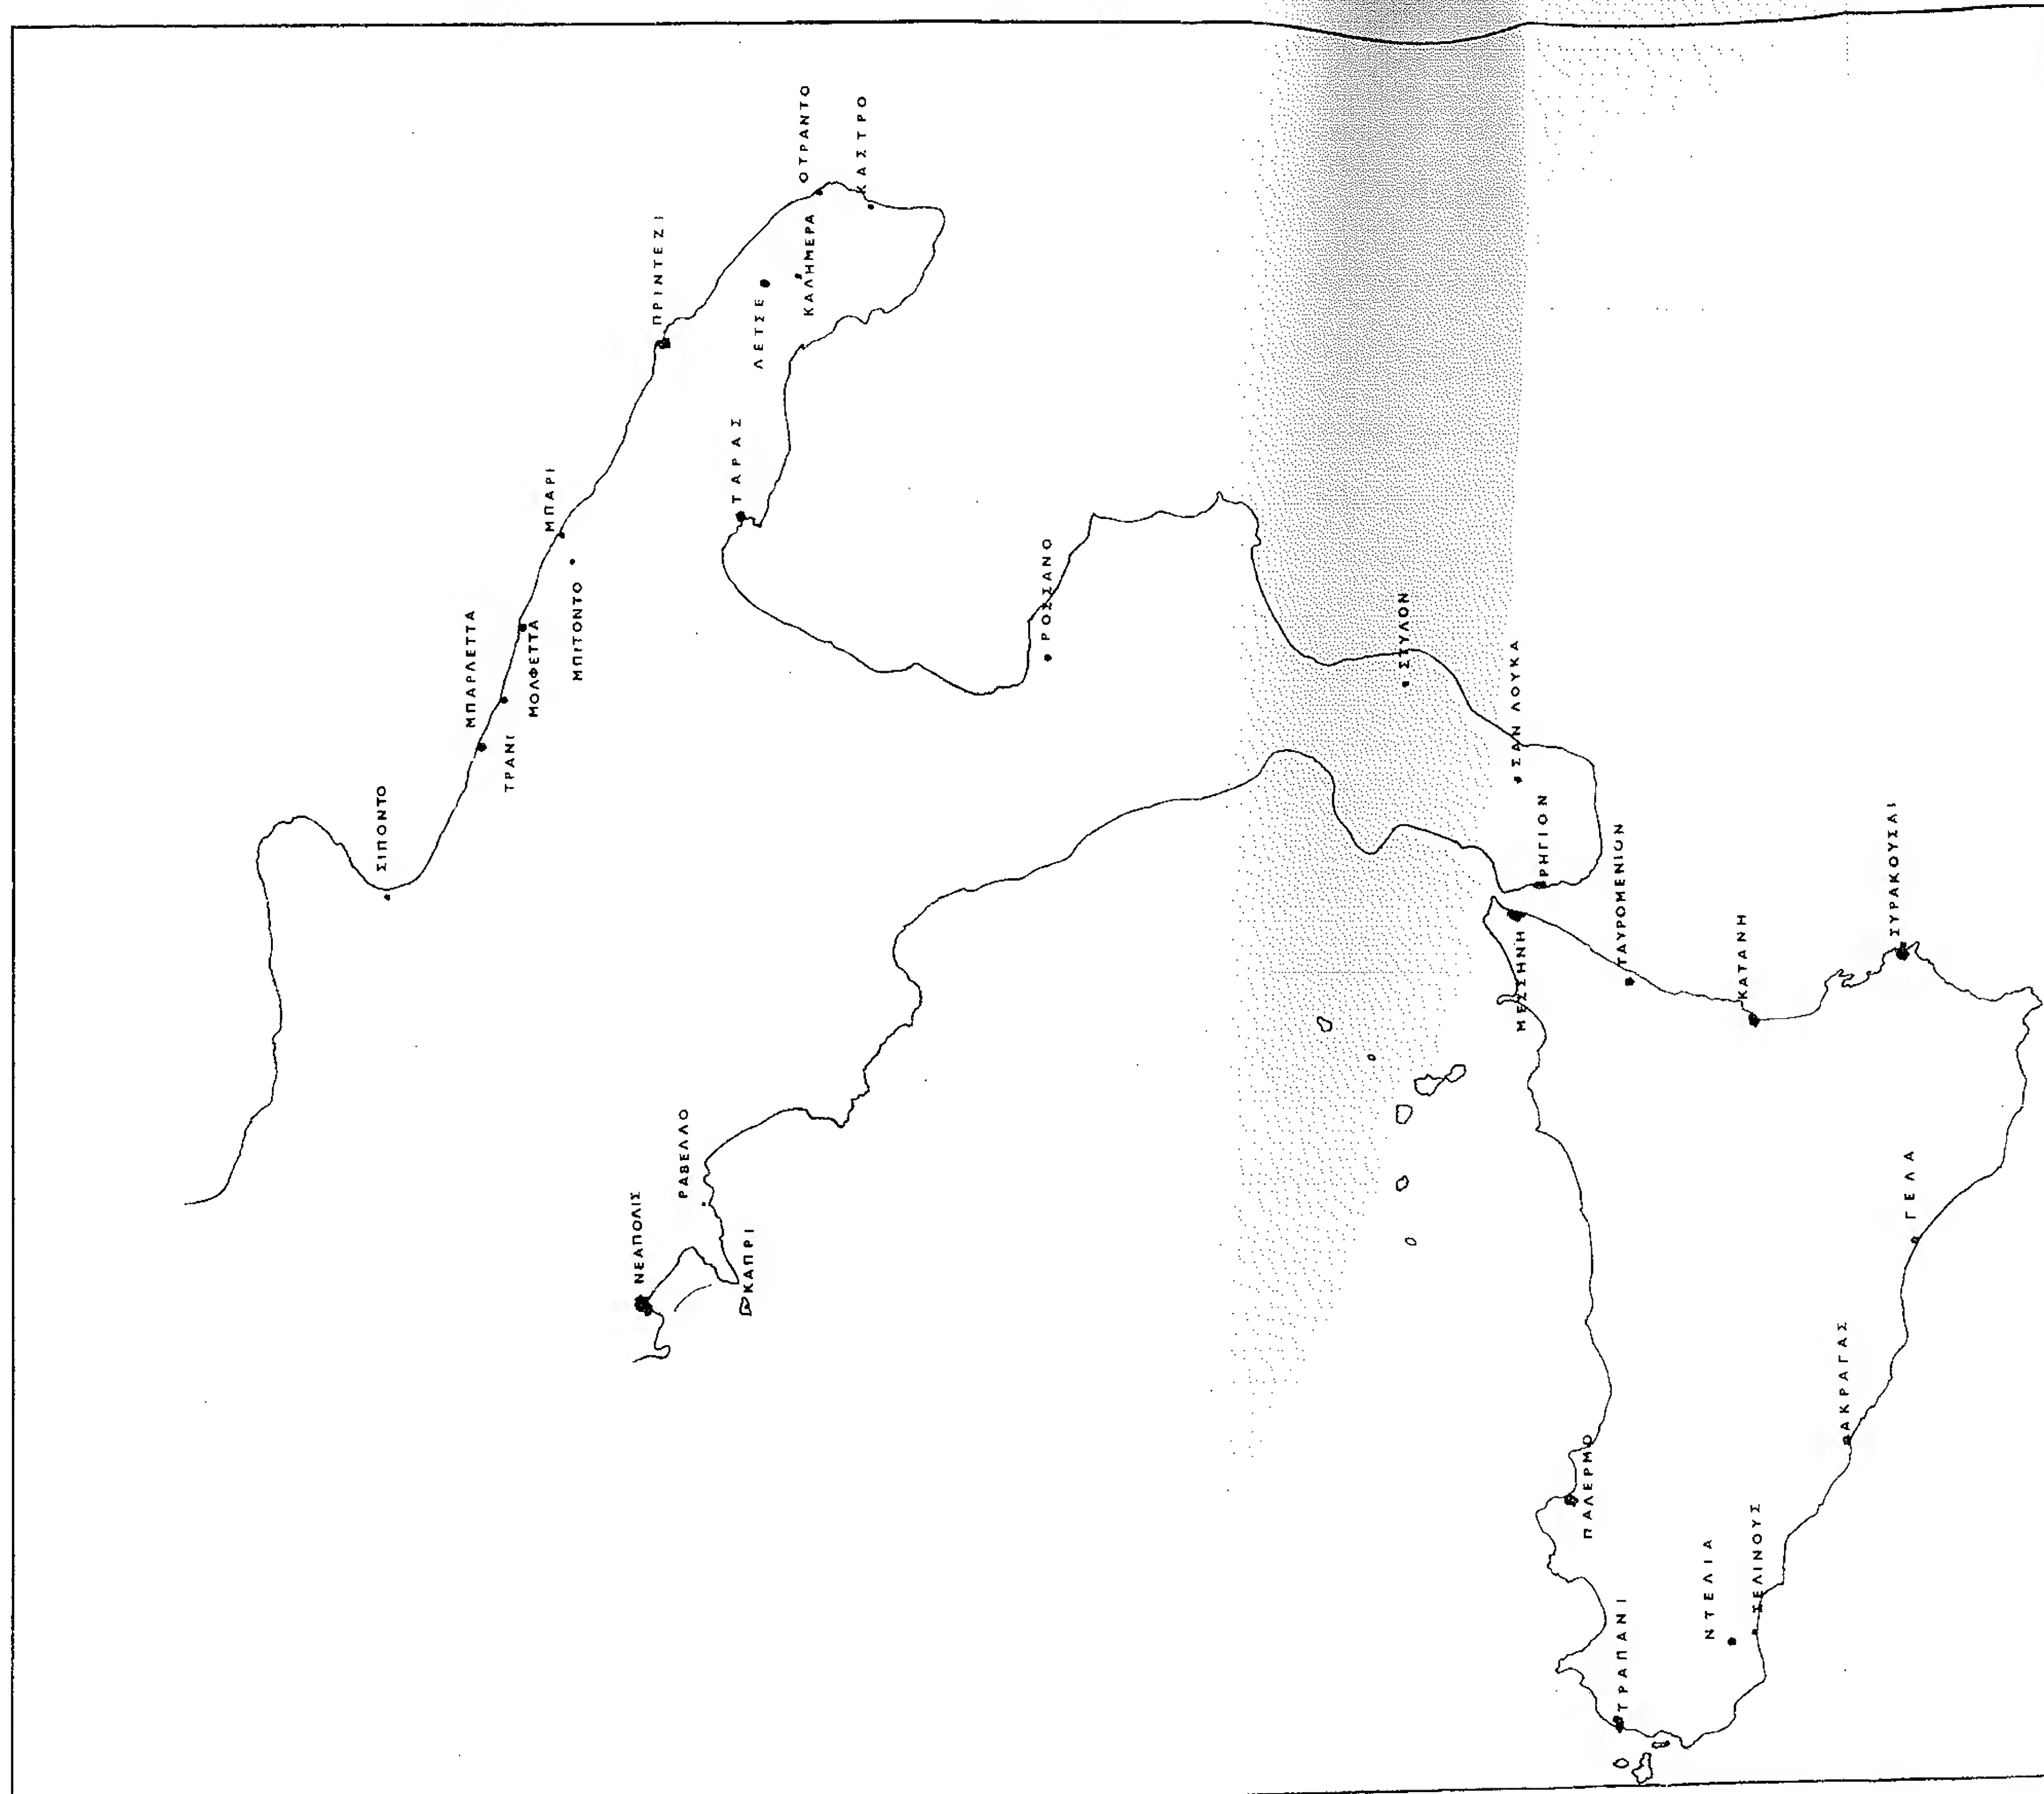 ΟΤΡΑΝΤΟ
ΚΑΣΤΡΟ
ΠΡΙΝΤΕΖΙ
ΚΑΛΗΜΕΡΑ
ΛΕΤΣΕ
ΤΑΡΑΣ
ΜΠΑΡΙ
ΜΠΙΤΟΝΤΟ
ΜΟΛΦΕΤΤΑ
ΜΠΑΡΛΕΤΤΑ
ΤΡΑΝΙ
ΣΙΠΟΝΤΟ
ΡΟΣΣΑΝΟ
ΣΤΥΛΟΝ
ΣΑΝ ΛΟΥΚΑ
ΡΗΓΙΟΝ
ΝΕΑΠΟΛΙΣ
ΡΑΒΕΛΛΟ
ΚΑΠΡΙ
ΜΕΣΣΗΝΗ
ΤΑΥΡΟΜΕΝΙΟΝ
ΚΑΤΑΝΗ
ΣΥΡΑΚΟΥΣΑΙ
ΓΕΛΑ
ΑΚΡΑΓΑΣ
ΠΑΛΕΡΜΟ
ΝΤΕΛΙΑ
ΣΕΛΙΝΟΥΣ
ΤΡΑΠΑΝΙ